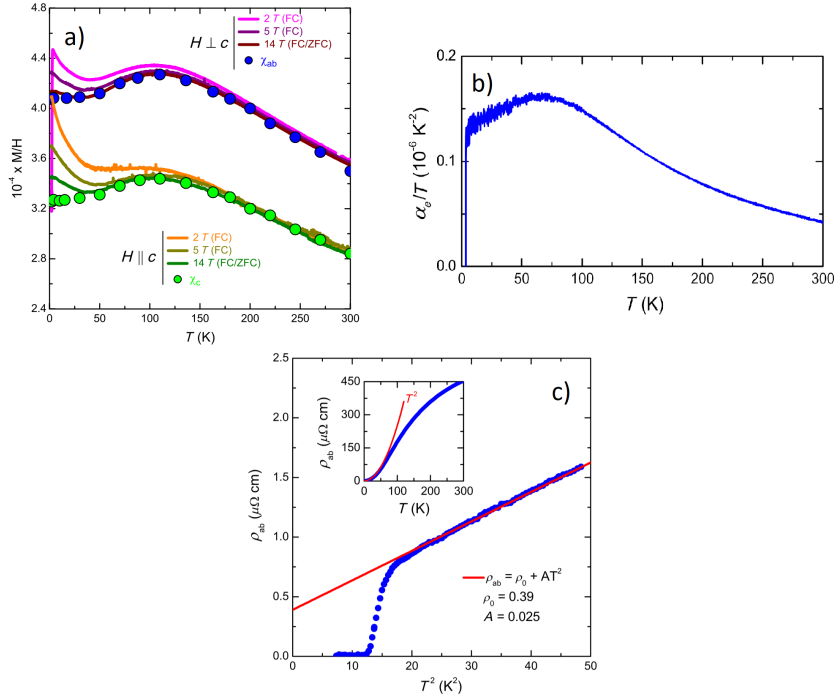 a)
H ⊥ c
2 T (FC)
5 T (FC)
14 T (FC/ZFC)
χab
4.8
4.4
4.0
3.6
3.2
2.8
2.4
10⁻⁴ x M/H
H || c
2 T (FC)
5 T (FC)
14 T (FC/ZFC)
χc
0 50 100 150 200 250 300
T (K)
b)
0.2
0.1
0.0
αe/T (10⁻⁶ K⁻²)
0 50 100 150 200 250 300
T (K)
c)
2.5
2.0
1.5
1.0
0.5
0.0
ρab (μΩ cm)
450
300
150
0
ρab (μΩ cm)
T²
0 100 200 300
T (K)
ρab = ρ0 + AT²
ρ0 = 0.39
A = 0.025
0 10 20 30 40 50
T² (K²)